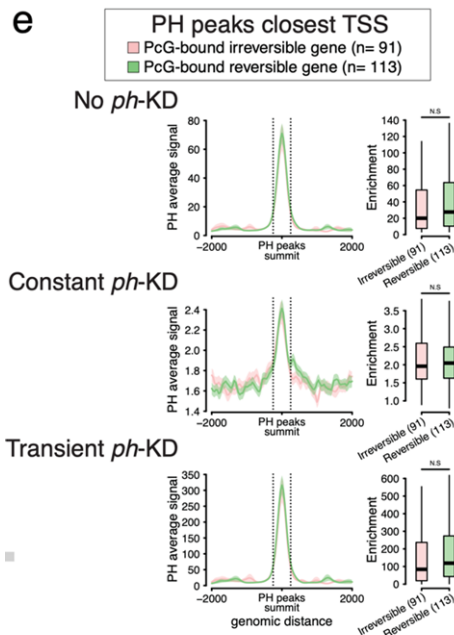 e
PH peaks closest TSS
PcG-bound irreversible gene (n= 91)
PcG-bound reversible gene (n= 113)
No ph-KD
PH average signal
80
60
40
20
0
−2000
PH peaks
summit
2000
Enrichment
140
120
100
80
60
40
20
0
N.S
Irreversible (91)
Reversible (113)
Constant ph-KD
PH average signal
2.4
2.2
2.0
1.8
1.6
1.4
−2000
PH peaks
summit
2000
Enrichment
3.5
3.0
2.5
2.0
1.5
1.0
N.S
Irreversible (91)
Reversible (113)
Transient ph-KD
PH average signal
350
300
250
200
150
100
50
0
−2000
PH peaks
summit
2000
genomic distance
Enrichment
600
500
400
300
200
100
0
N.S
Irreversible (91)
Reversible (113)